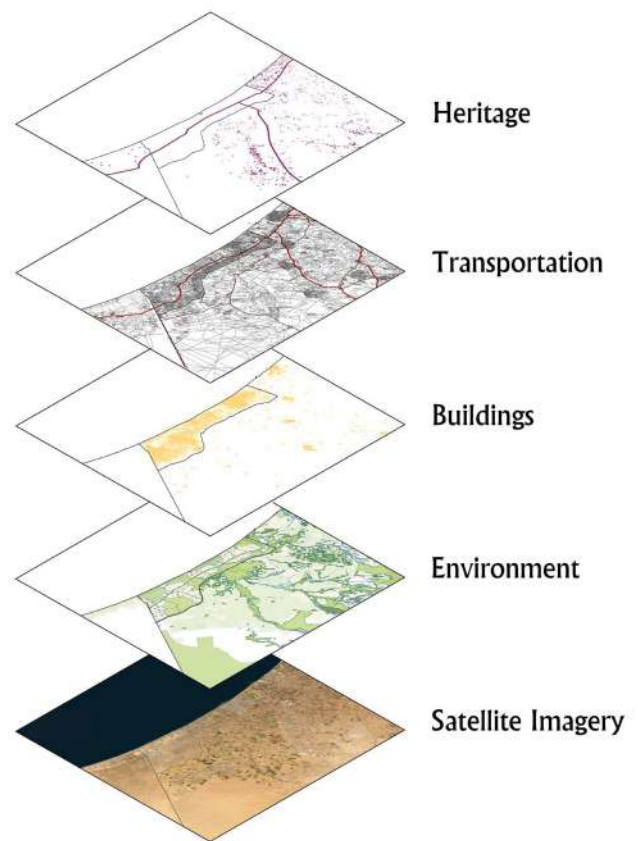 Heritage
Transportation
Buildings
Environment
Satellite Imagery